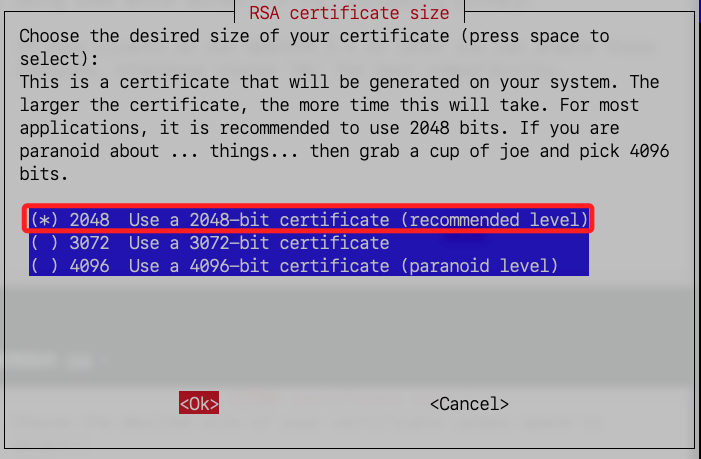 RSA certificate size
Choose the desired size of your certificate (press space to
select):
This is a certificate that will be generated on your system. The
larger the certificate, the more time this will take. For most
applications, it is recommended to use 2048 bits. If you are
paranoid about ... things... then grab a cup of joe and pick 4096
bits.
(*) 2048  Use a 2048-bit certificate (recommended level)
( ) 3072  Use a 3072-bit certificate
( ) 4096  Use a 4096-bit certificate (paranoid level)
<Ok> <Cancel>